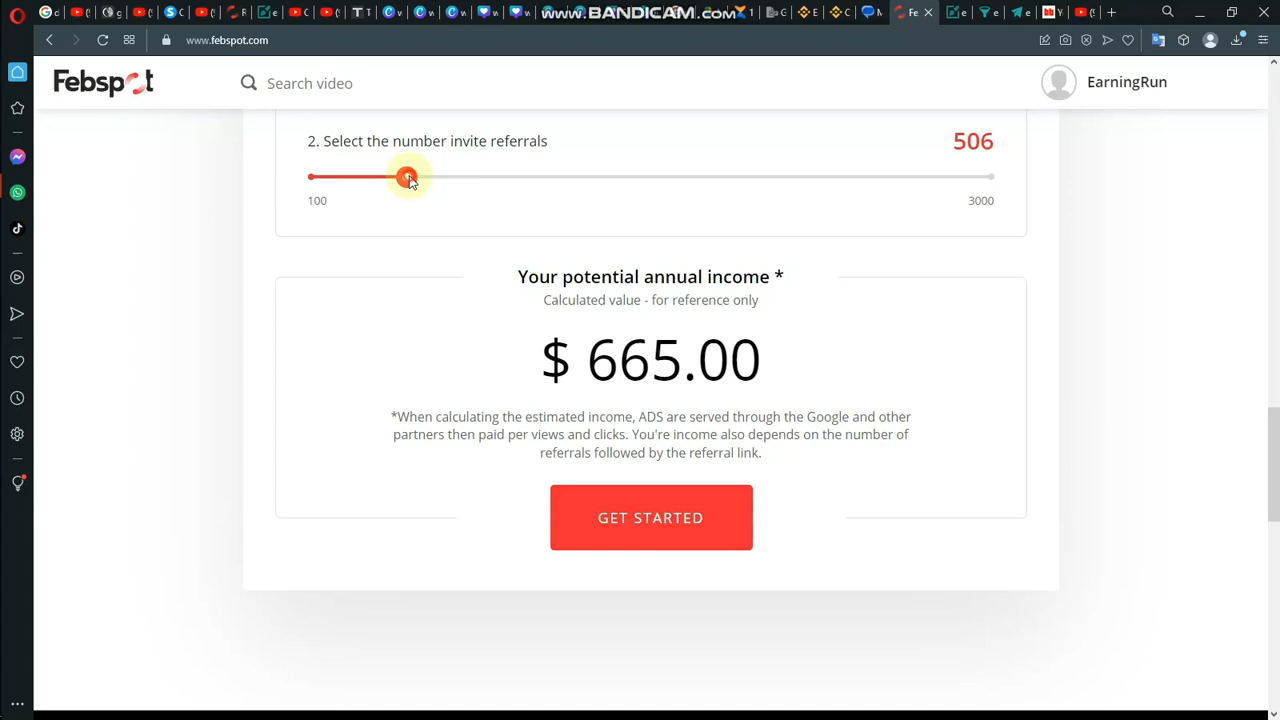 www.BANDICAM.com
www.febspot.com
Febspot
Search video
EarningRun
2. Select the number invite referrals
506
100
3000
Your potential annual income *
Calculated value - for reference only
$ 665.00
*When calculating the estimated income, ADS are served through the Google and other
partners then paid per views and clicks. You're income also depends on the number of
referrals followed by the referral link.
GET STARTED